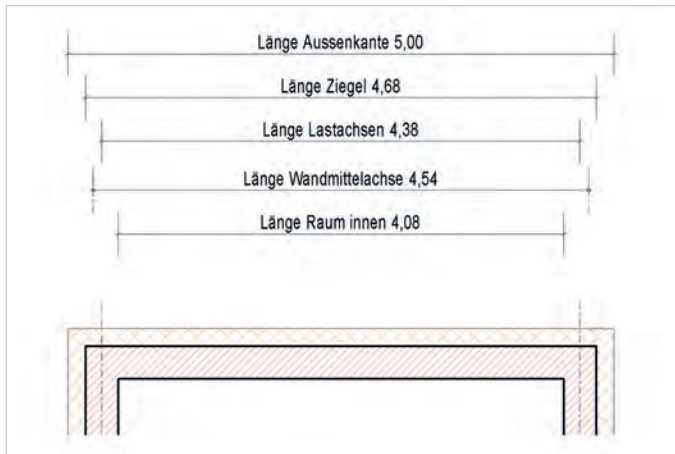 Länge Aussenkante 5,00
Länge Ziegel 4,68
Länge Lastachsen 4,38
Länge Wandmittelachse 4,54
Länge Raum innen 4,08